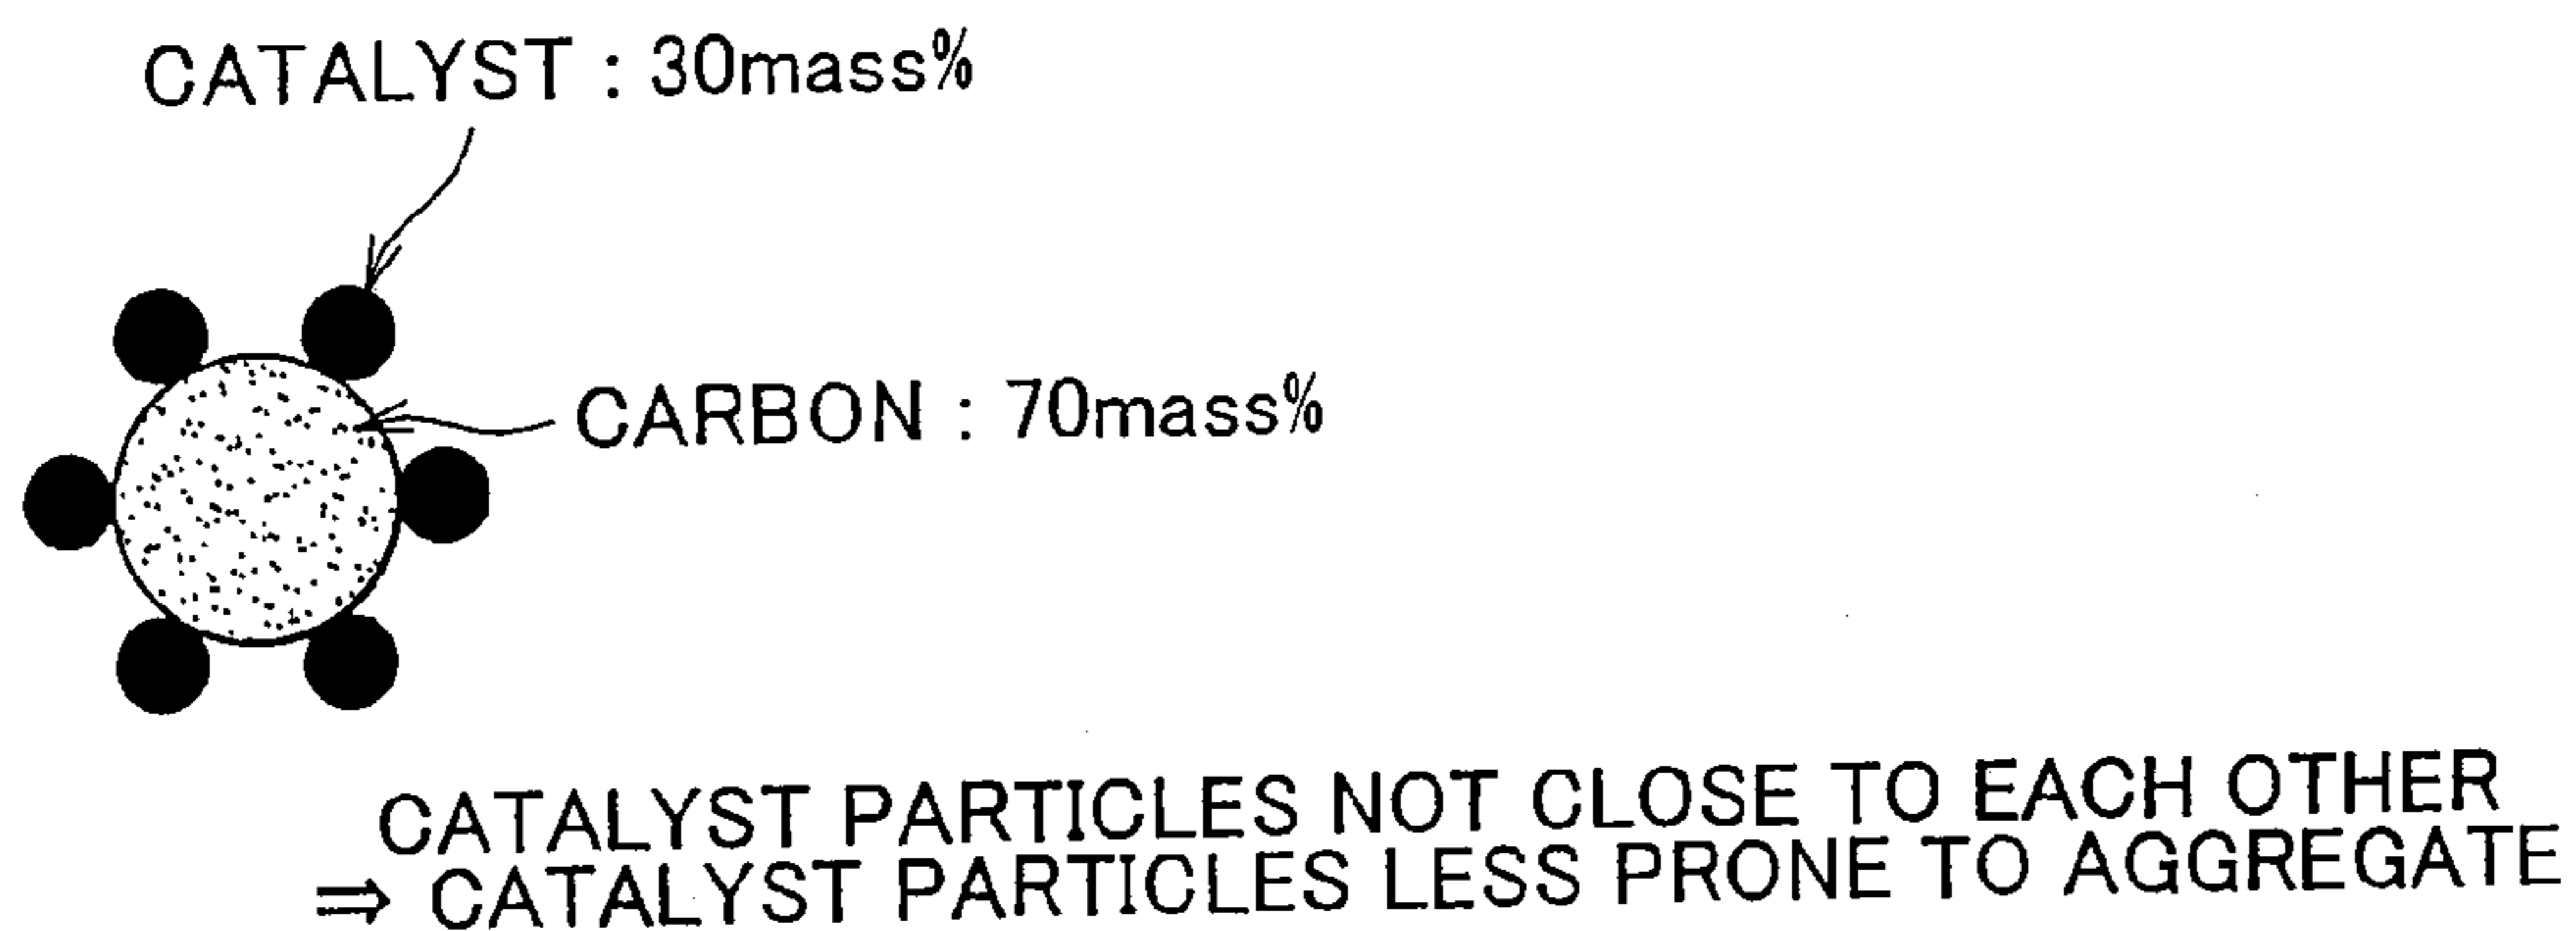 CATALYST : 30mass%
CARBON : 70mass%
CATALYST PARTICLES NOT CLOSE TO EACH OTHER
⇒ CATALYST PARTICLES LESS PRONE TO AGGREGATE